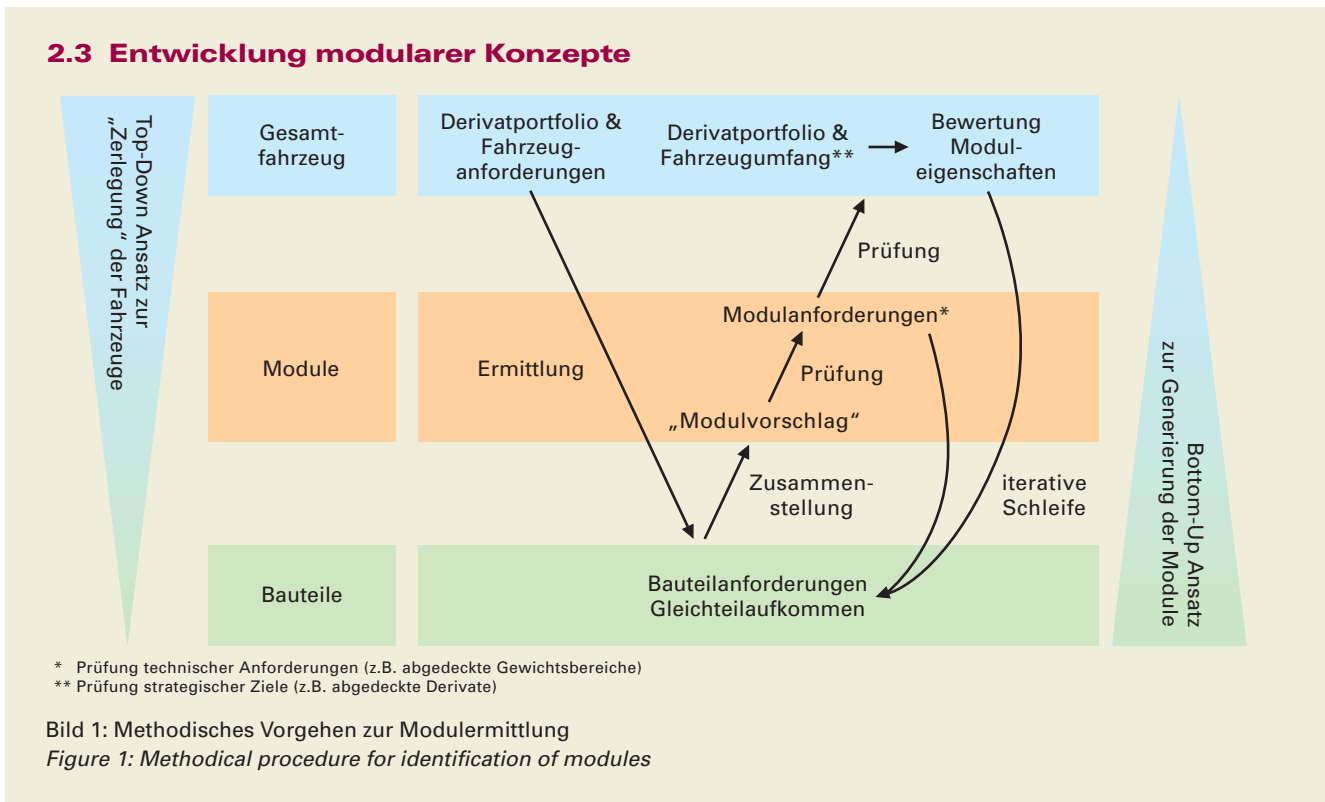 2.3 Entwicklung modularer Konzepte
Top-Down Ansatz zur
„Zerlegung“ der Fahrzeuge
Gesamt-
fahrzeug
Derivatportfolio &
Fahrzeug-
anforderungen
Derivatportfolio &
Fahrzeugumfang**
Bewertung
Modul-
eigenschaften
Prüfung
Module
Ermittlung
Modulanforderungen*
Prüfung
„Modulvorschlag“
Zusammen-
stellung
iterative
Schleife
Bauteile
Bauteilanforderungen
Gleichteilaufkommen
Bottom-Up Ansatz
zur Generierung der Module
* Prüfung technischer Anforderungen (z.B. abgedeckte Gewichtsbereiche)
** Prüfung strategischer Ziele (z.B. abgedeckte Derivate)
Bild 1: Methodisches Vorgehen zur Modulermittlung
Figure 1: Methodical procedure for identification of modules